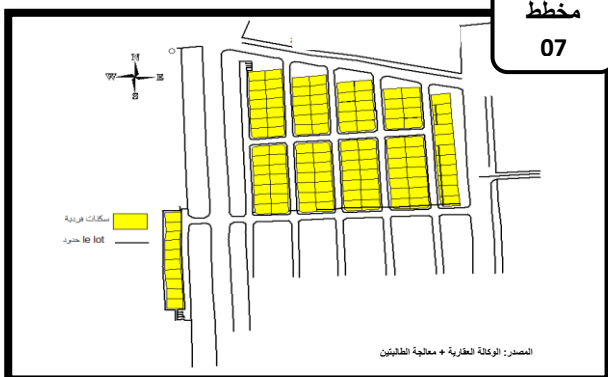 مخطط
07
N
W E
S
سكنات فردية
حدود le lot
المصدر: الوكالة العقارية + معالجة الطالبتين